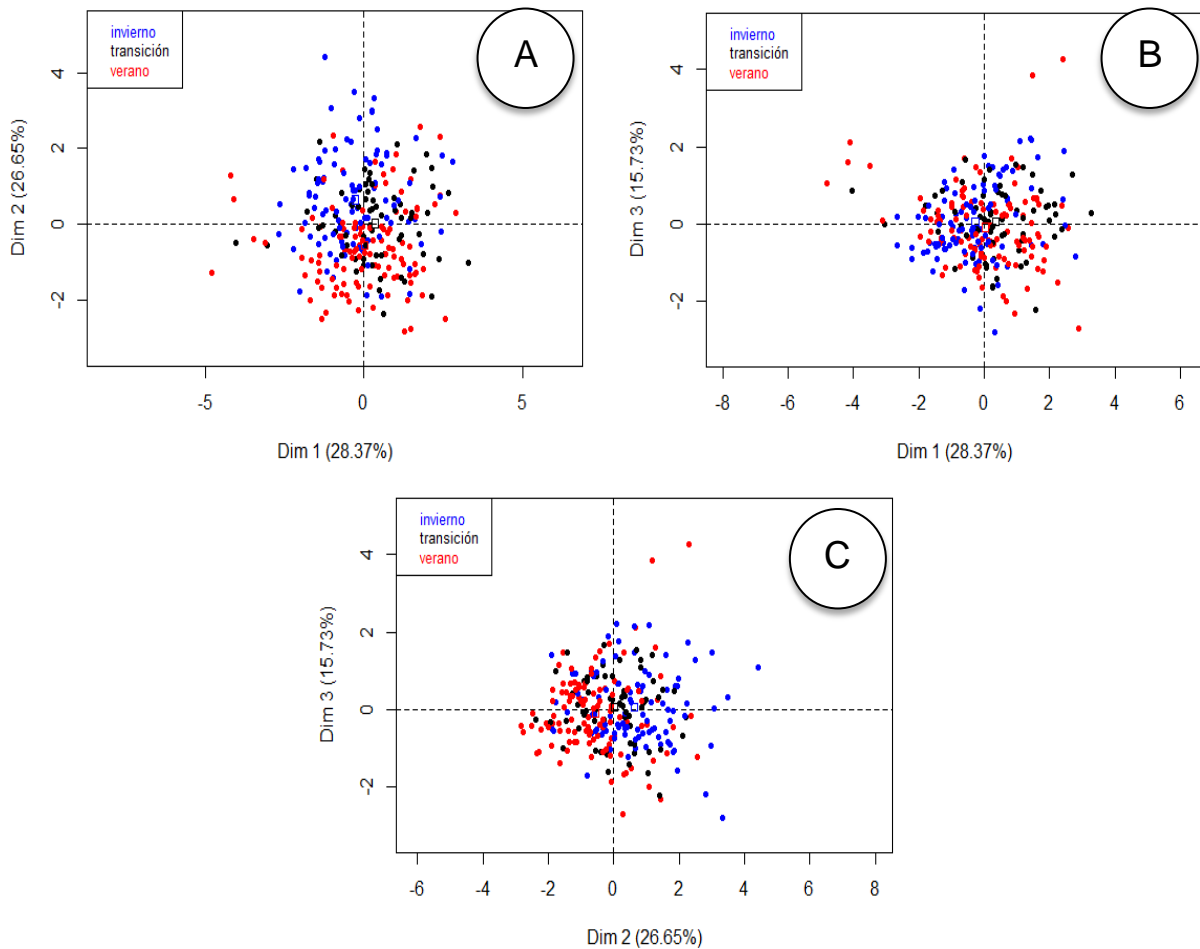 invierno
transición
verano
A
4
2
0
-2
Dim 2 (26.65%)
-5
0
5
Dim 1 (28.37%)
invierno
transición
verano
B
4
2
0
-2
Dim 3 (15.73%)
-8
-6
-4
-2
0
2
4
6
Dim 1 (28.37%)
invierno
transición
verano
C
4
2
0
-2
Dim 3 (15.73%)
-6
-4
-2
0
2
4
6
8
Dim 2 (26.65%)